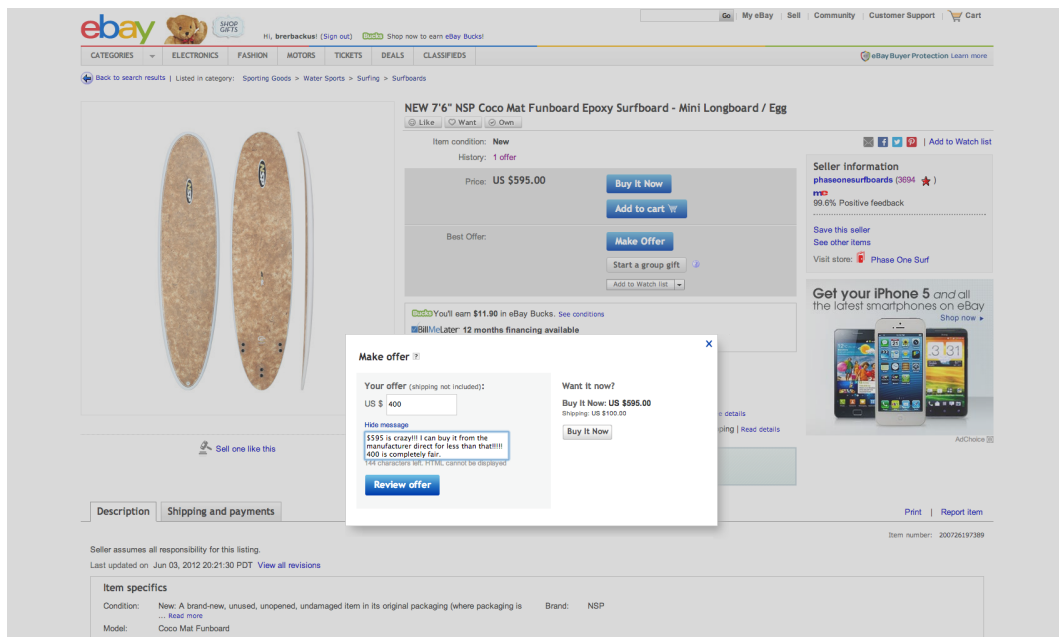 ebay
SHOP
GIFTS
Hi, brerbackus! (Sign out) Bucks Shop now to earn eBay Bucks!
Go My eBay | Sell | Community | Customer Support | Cart
CATEGORIES ELECTRONICS FASHION MOTORS TICKETS DEALS CLASSIFIEDS
eBay Buyer Protection Learn more
Back to search results | Listed in category: Sporting Goods > Water Sports > Surfing > Surfboards
NEW 7'6" NSP Coco Mat Funboard Epoxy Surfboard - Mini Longboard / Egg
Like Want Own
Item condition: New
| Add to Watch list
History: 1 offer
Price: US $595.00
Buy It Now
Add to cart
Best Offer:
Make Offer
Start a group gift
Add to Watch list
Bucks You'll earn $11.90 in eBay Bucks. See conditions
BillMeLater 12 months financing available
Seller information
phaseonesurfboards (3694 )
me
99.6% Positive feedback
Save this seller
See other items
Visit store: Phase One Surf
Get your iPhone 5 and all
the latest smartphones on eBay
Shop now
AdChoice
Make offer ?
x
Your offer (shipping not included):
US $ 400
Hide message
$595 is crazy!!! I can buy it from the
manufacturer direct for less than that!!!!!
400 is completely fair.
144 characters left. HTML cannot be displayed
Review offer
Want It now?
Buy It Now: US $595.00
Shipping: US $100.00
Buy It Now
details
| Read details
Sell one like this
Description Shipping and payments
Print | Report item
Item number: 200726197389
Seller assumes all responsibility for this listing.
Last updated on Jun 03, 2012 20:21:30 PDT View all revisions
Item specifics
Condition: New: A brand-new, unused, unopened, undamaged item in its original packaging (where packaging is
... Read more
Brand: NSP
Model: Coco Mat Funboard